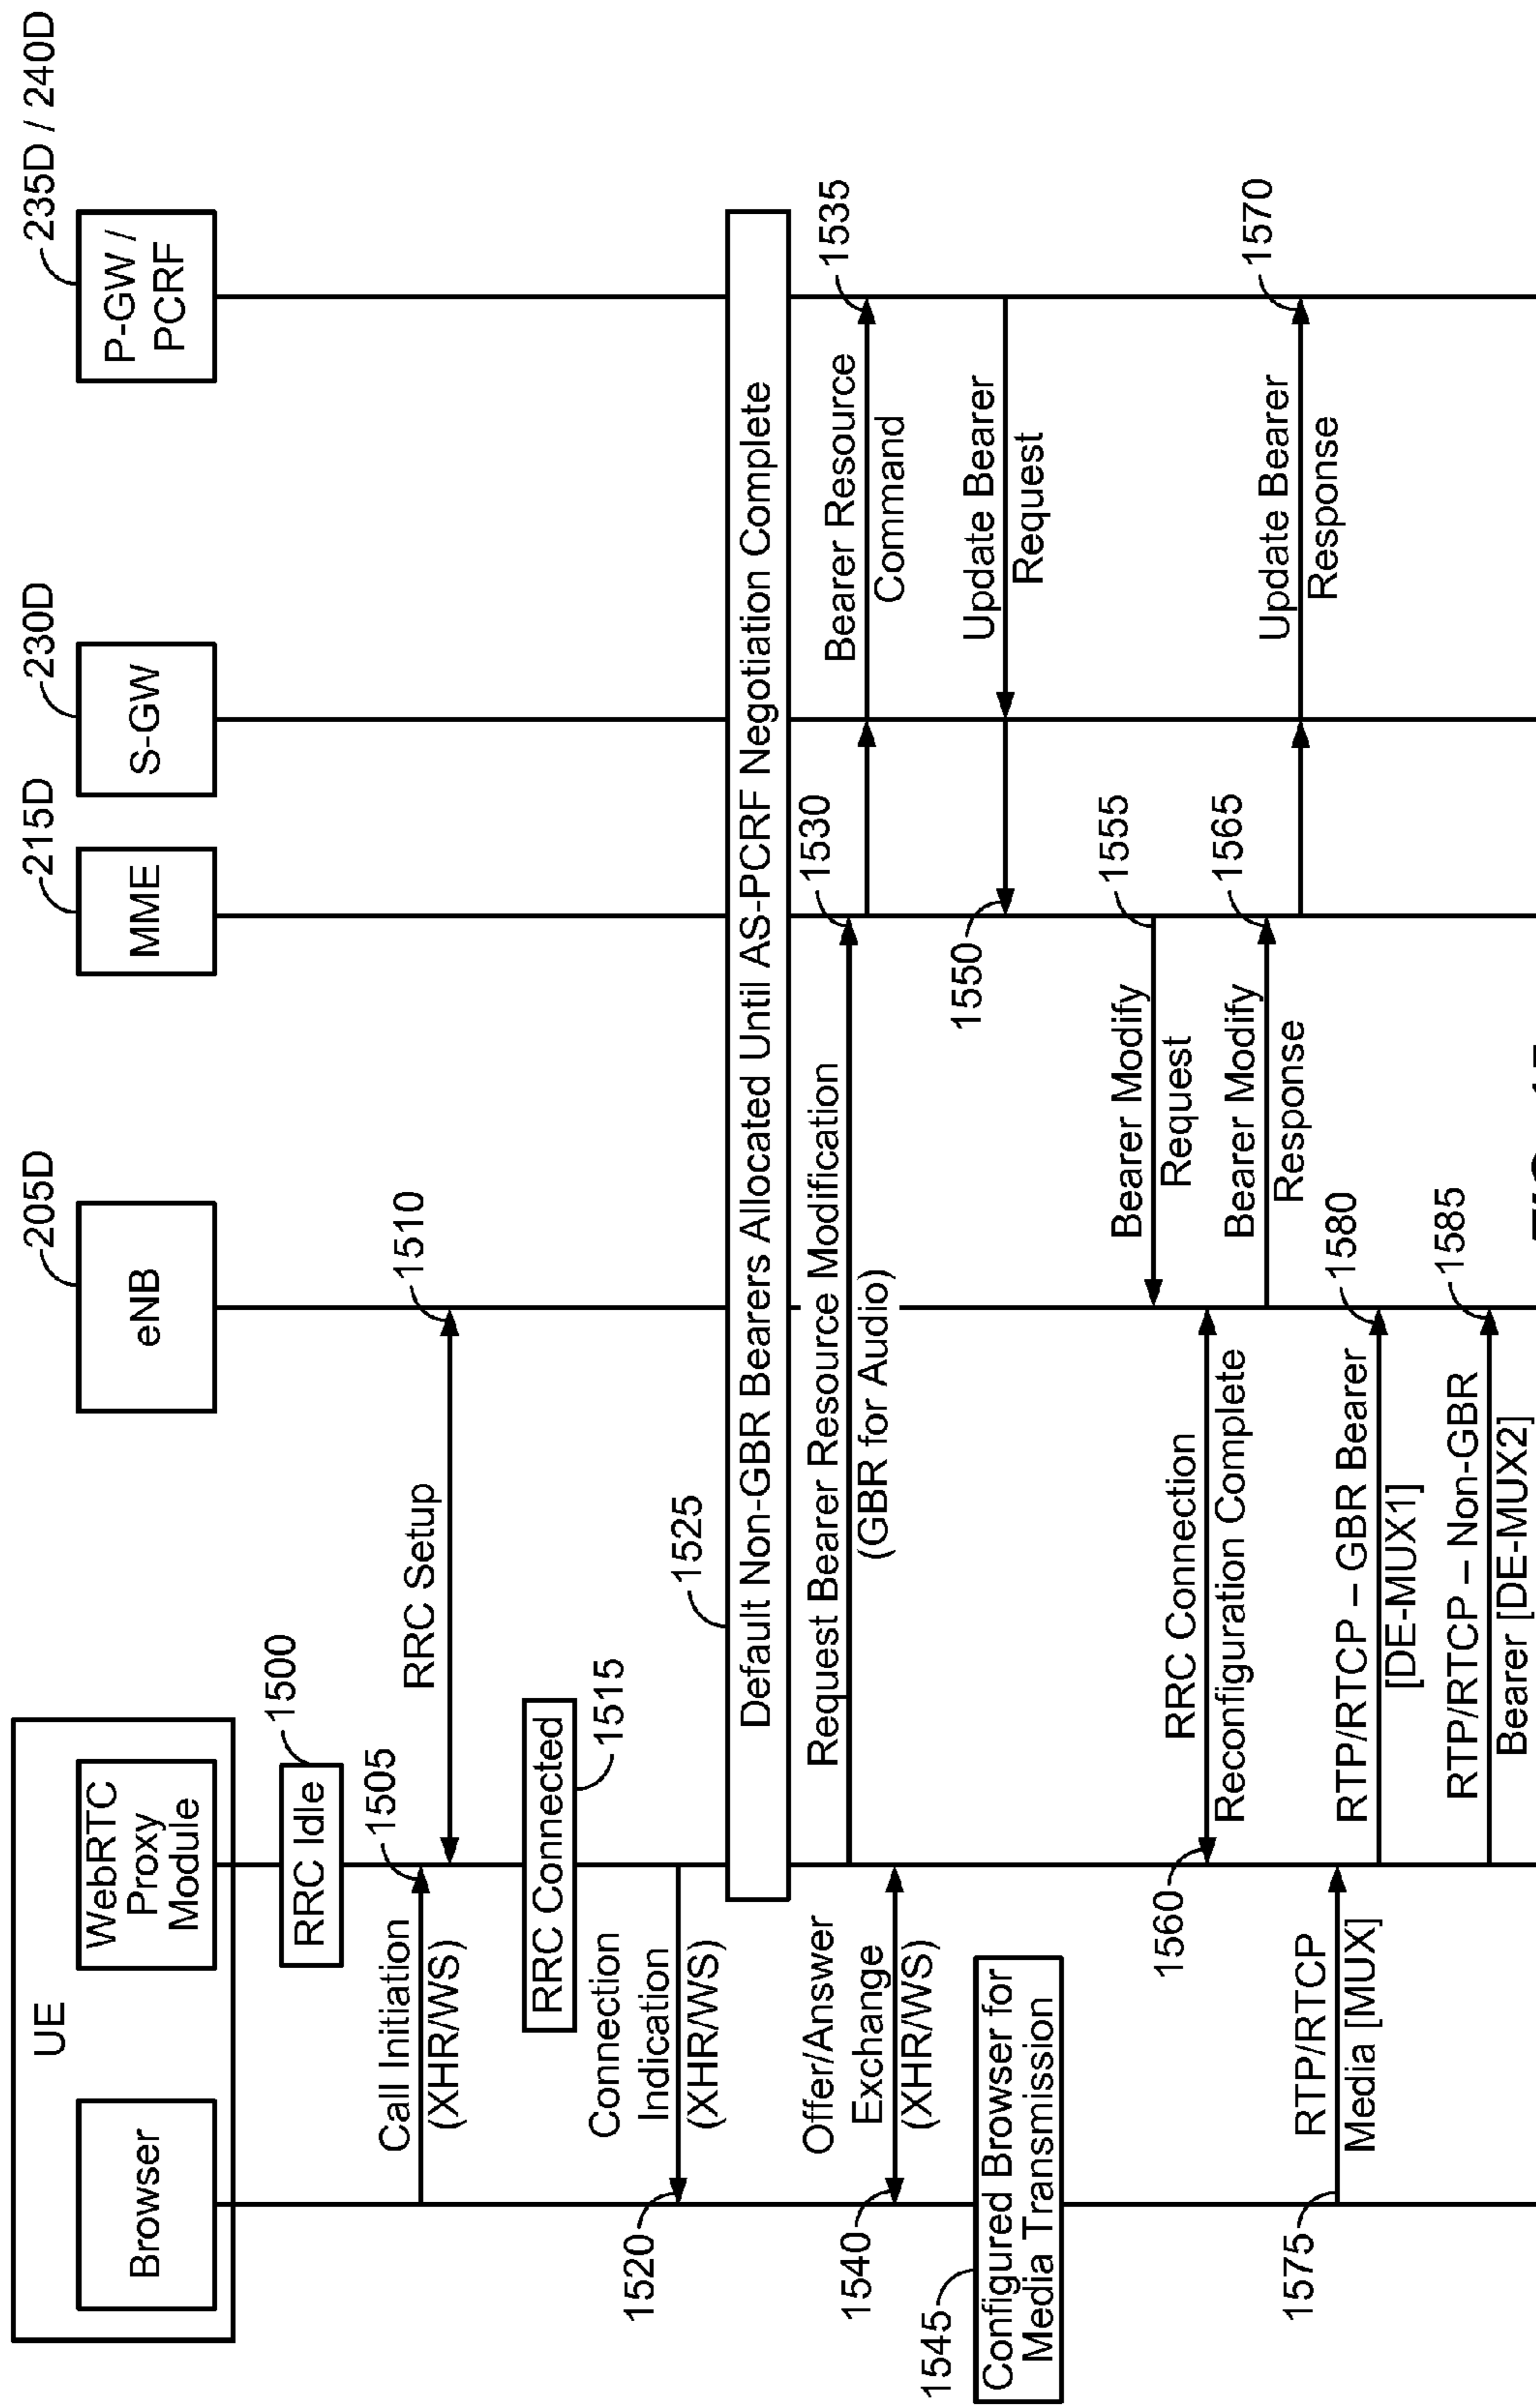 UE
Browser
WebRTC
Proxy
Module
eNB
205D
MME
215D
S-GW
230D
P-GW /
PCRF
235D / 240D
RRC Idle
1500
Call Initiation
(XHR/WS)
1505
RRC Setup
1510
RRC Connected
1515
Connection
Indication
(XHR/WS)
1520
1525
Default Non-GBR Bearers Allocated Until AS-PCRF Negotiation Complete
Request Bearer Resource Modification
(GBR for Audio)
1530
Bearer Resource
Command
1535
Offer/Answer
Exchange
(XHR/WS)
1540
1545
Configured Browser for
Media Transmission
Update Bearer
Request
1550
Bearer Modify
Request
1555
RRC Connection
Reconfiguration Complete
1560
Bearer Modify
Response
1565
Update Bearer
Response
1570
RTP/RTCP
Media [MUX]
1575
RTP/RTCP – GBR Bearer
[DE-MUX1]
1580
RTP/RTCP – Non-GBR
Bearer [DE-MUX2]
1585